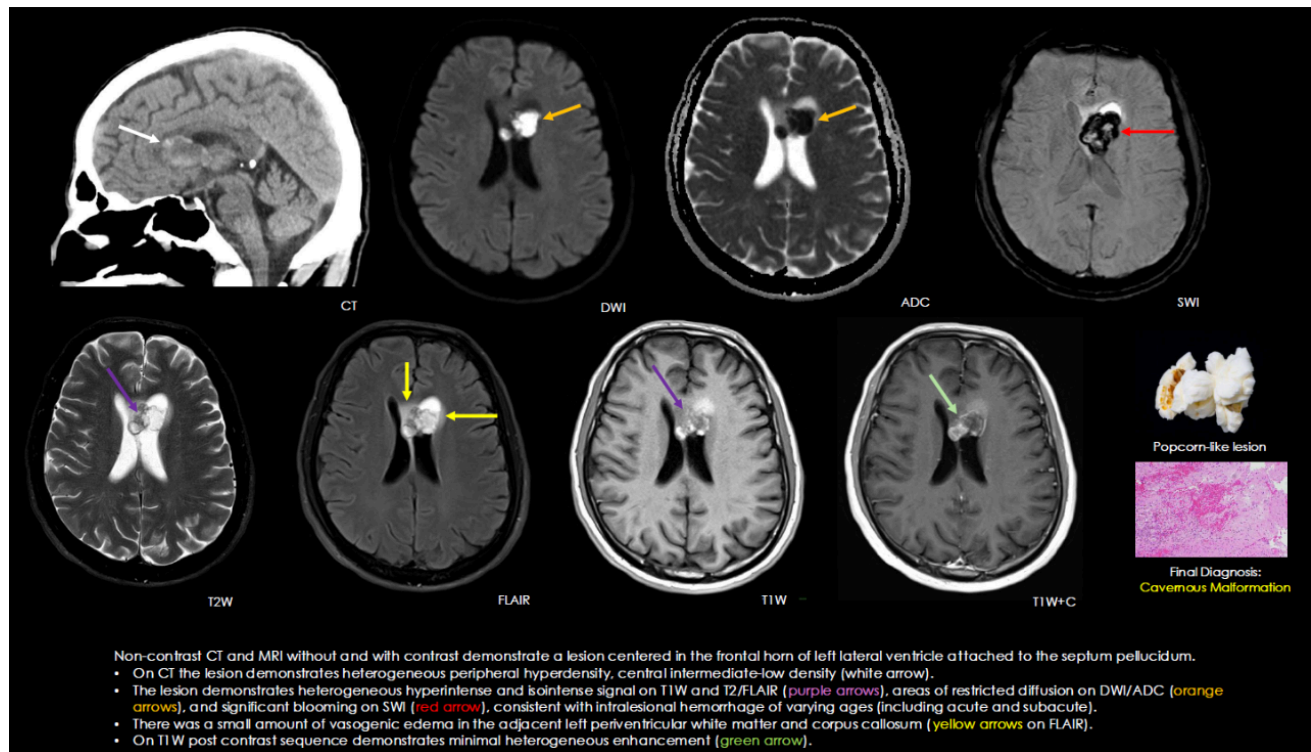 CT
DWI
ADC
SWI
T2W
FLAIR
T1W
T1W+C
Popcorn-like lesion
Final Diagnosis:
Cavernous Malformation
Non-contrast CT and MRI without and with contrast demonstrate a lesion centered in the frontal horn of left lateral ventricle attached to the septum pellucidum.
• On CT the lesion demonstrates heterogeneous peripheral hyperdensity, central intermediate-low density (white arrow).
• The lesion demonstrates heterogeneous hyperintense and isointense signal on T1W and T2/FLAIR (purple arrows), areas of restricted diffusion on DWI/ADC (orange
arrows), and significant blooming on SWI (red arrow), consistent with intralesional hemorrhage of varying ages (including acute and subacute).
• There was a small amount of vasogenic edema in the adjacent left periventricular white matter and corpus callosum (yellow arrows on FLAIR).
• On T1W post contrast sequence demonstrates minimal heterogeneous enhancement (green arrow).